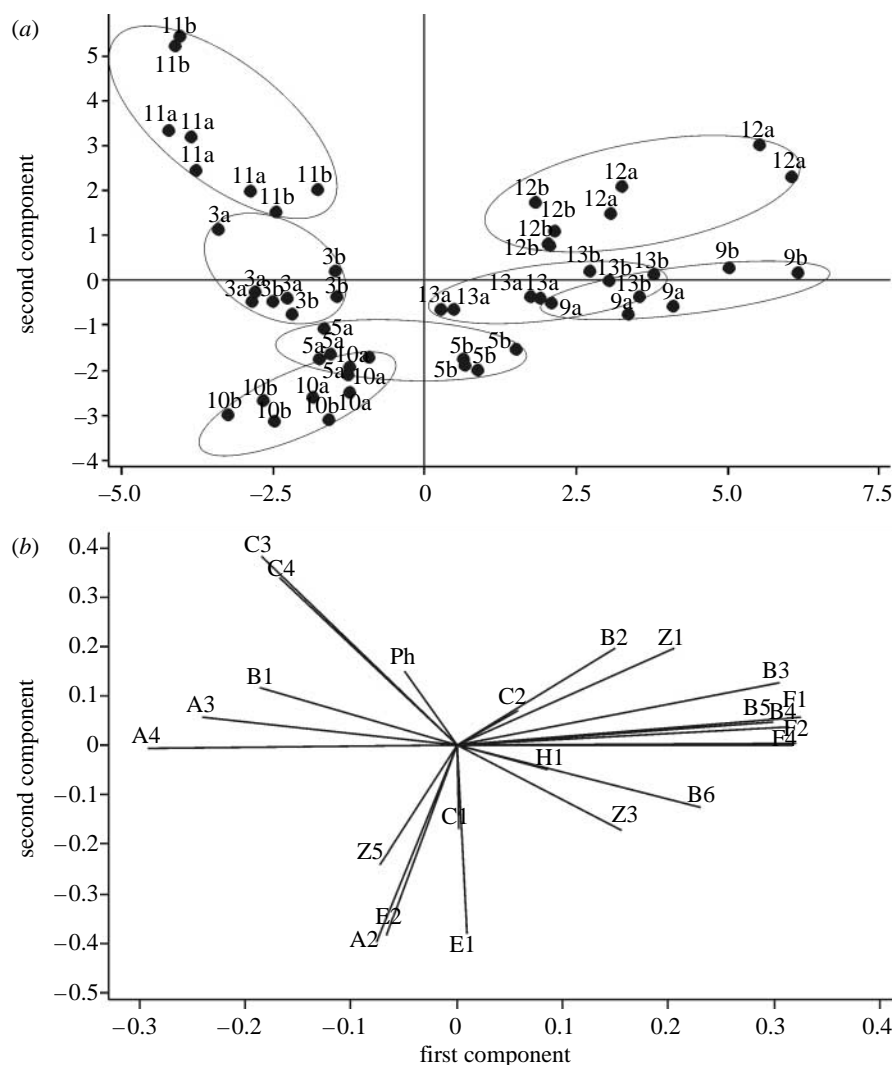 (a)
second component
5
4
3
2
1
0
−1
−2
−3
−4
11b
11b
11a 11a
11a
11a 11b
11b
3a
3b
3a 3a 3b
3a 3b
3b
5a
5a 10a
5a
5a 10a
10b 10b 10a
10b 10b 10a
5b
5b 5b
5b
12a
12a
12b 12a
12b 12a
12b
13b 13b 9b 9b
13b
13a 13a 13a 13b
9a 9a 9a
−5.0 −2.5 0 2.5 5.0 7.5
(b)
second component
0.4
0.3
0.2
0.1
0
−0.1
−0.2
−0.3
−0.4
−0.5
C3
C4
Ph
B1
A3
A4
B2 Z1
C2
B3
F1
B5 B4
F2
F4
H1
B6
Z3
C1
Z5
E2
A2
E1
−0.3 −0.2 −0.1 0 0.1 0.2 0.3 0.4
first component